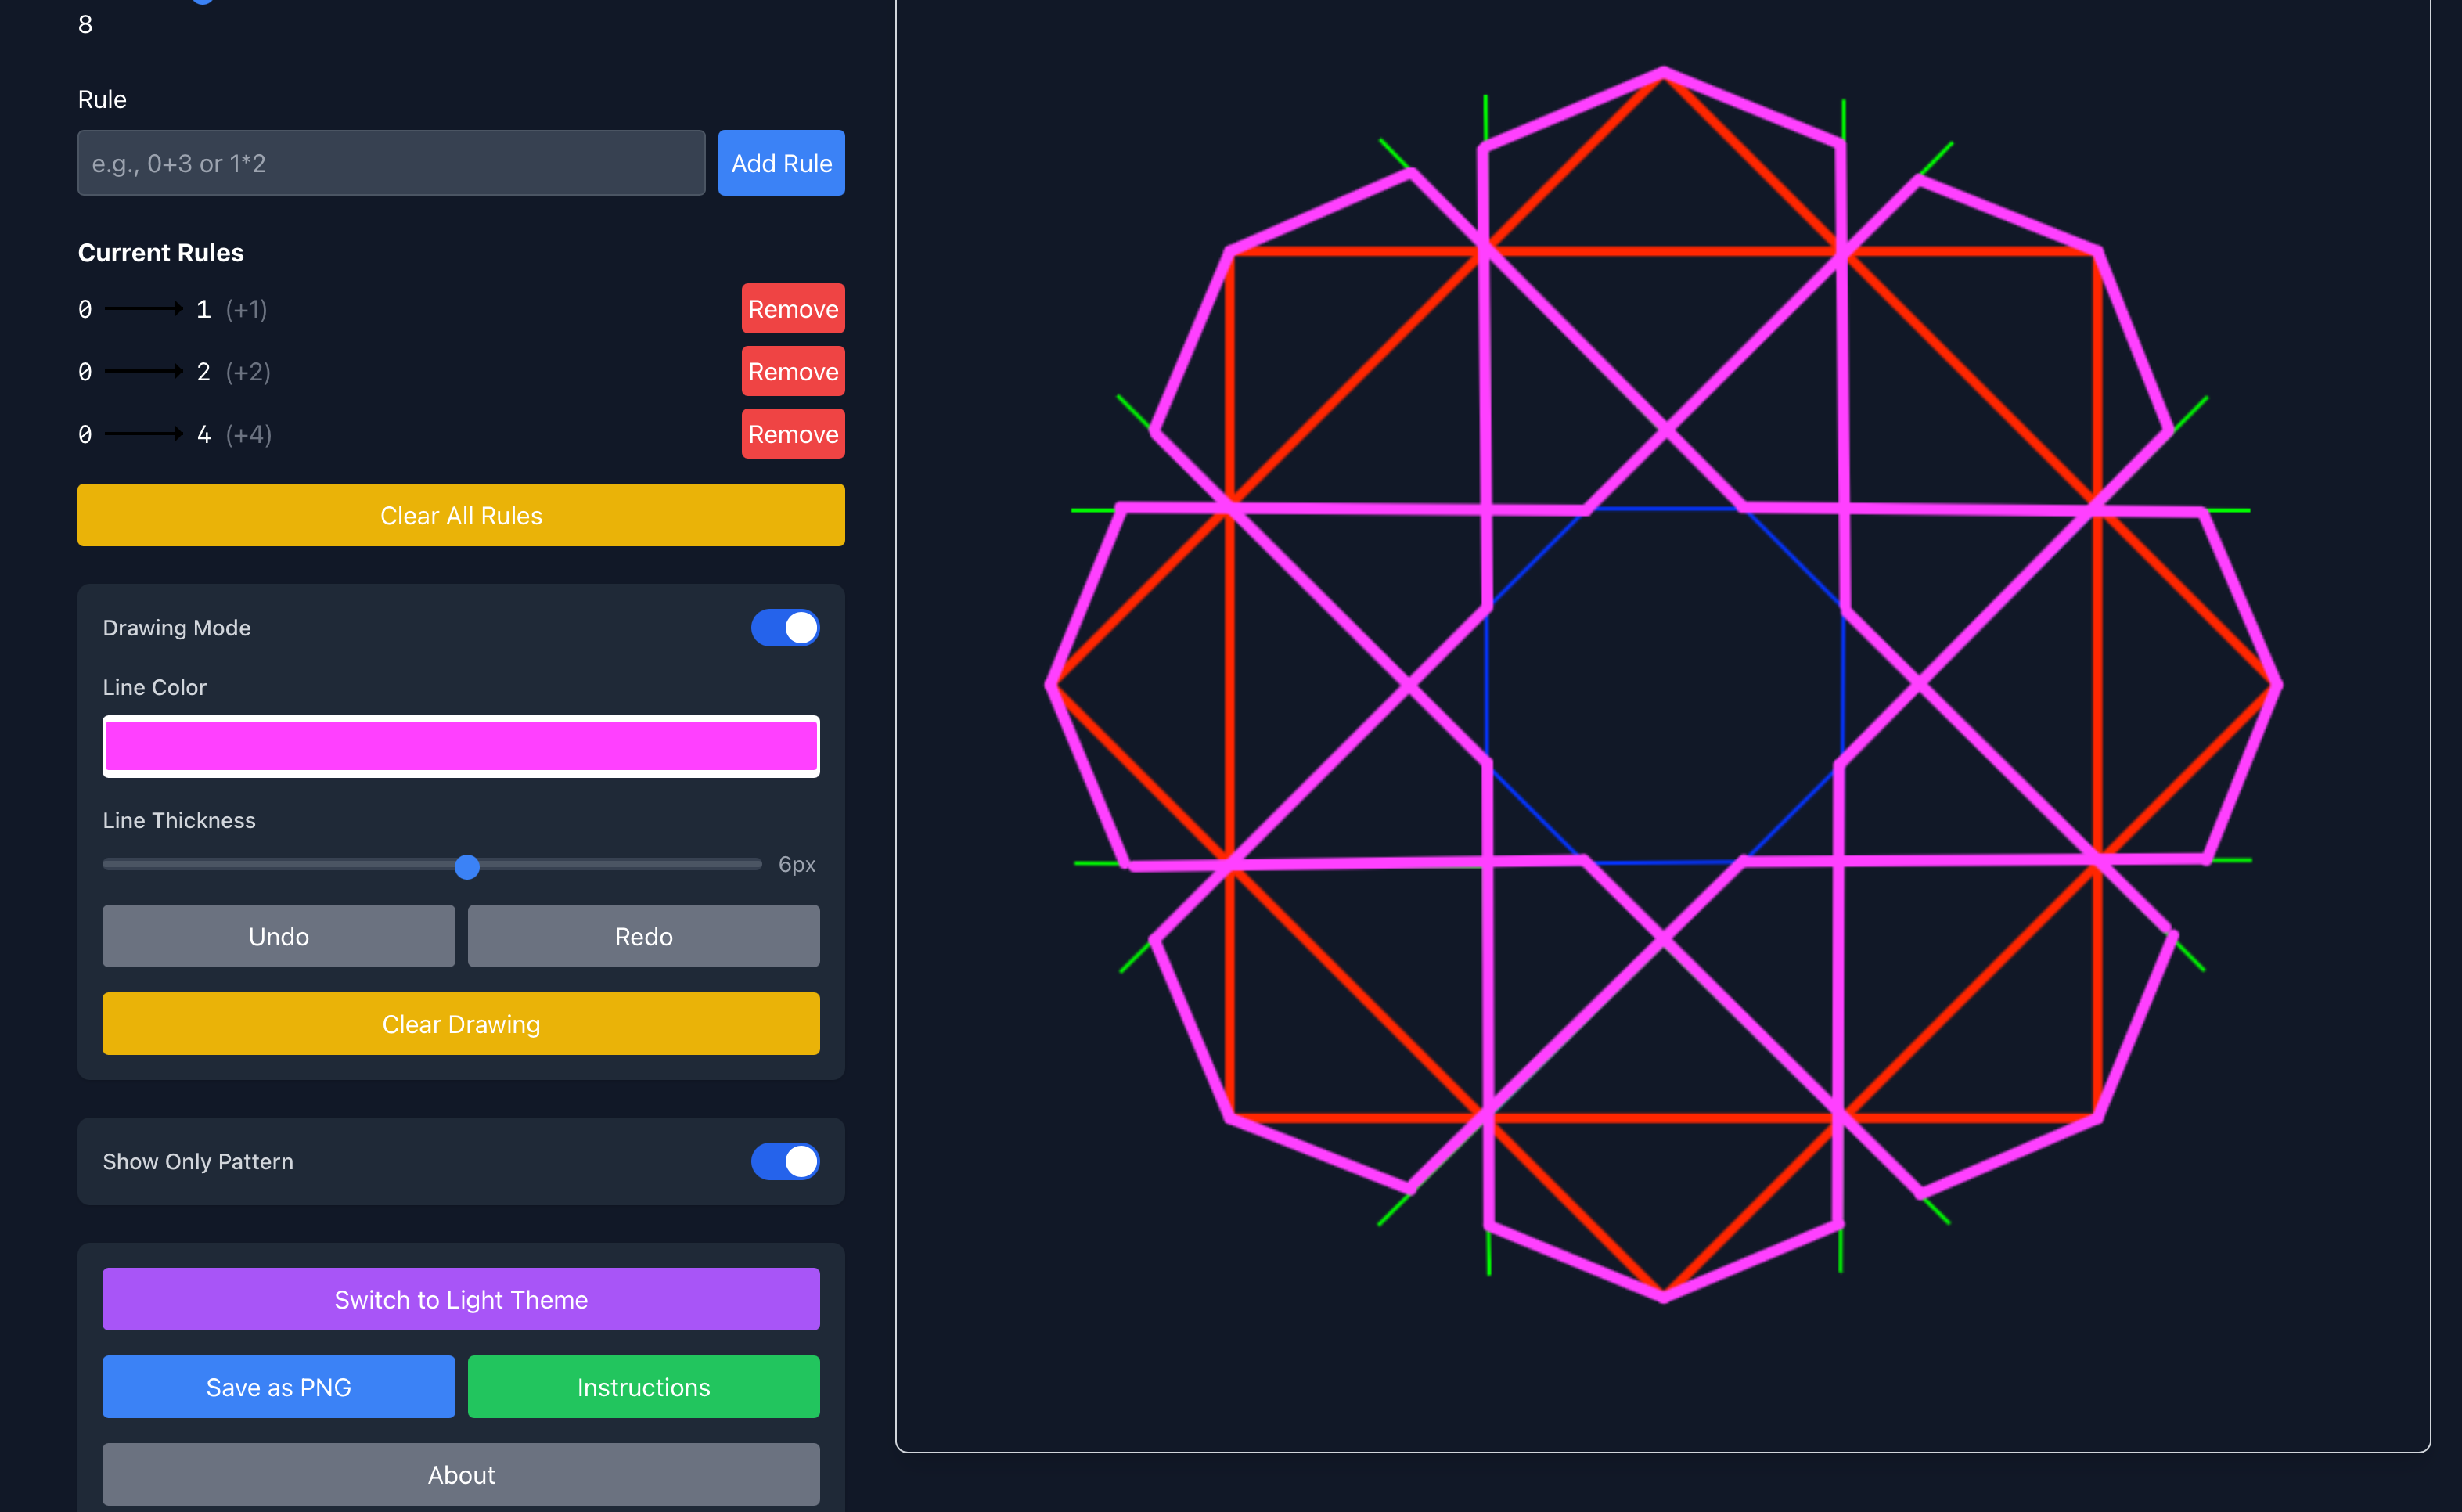 8
Rule
e.g., 0+3 or 1*2
Add Rule
Current Rules
0 1 (+1)
Remove
0 2 (+2)
Remove
0 4 (+4)
Remove
Clear All Rules
Drawing Mode
Line Color
Line Thickness
6px
Undo
Redo
Clear Drawing
Show Only Pattern
Switch to Light Theme
Save as PNG
Instructions
About